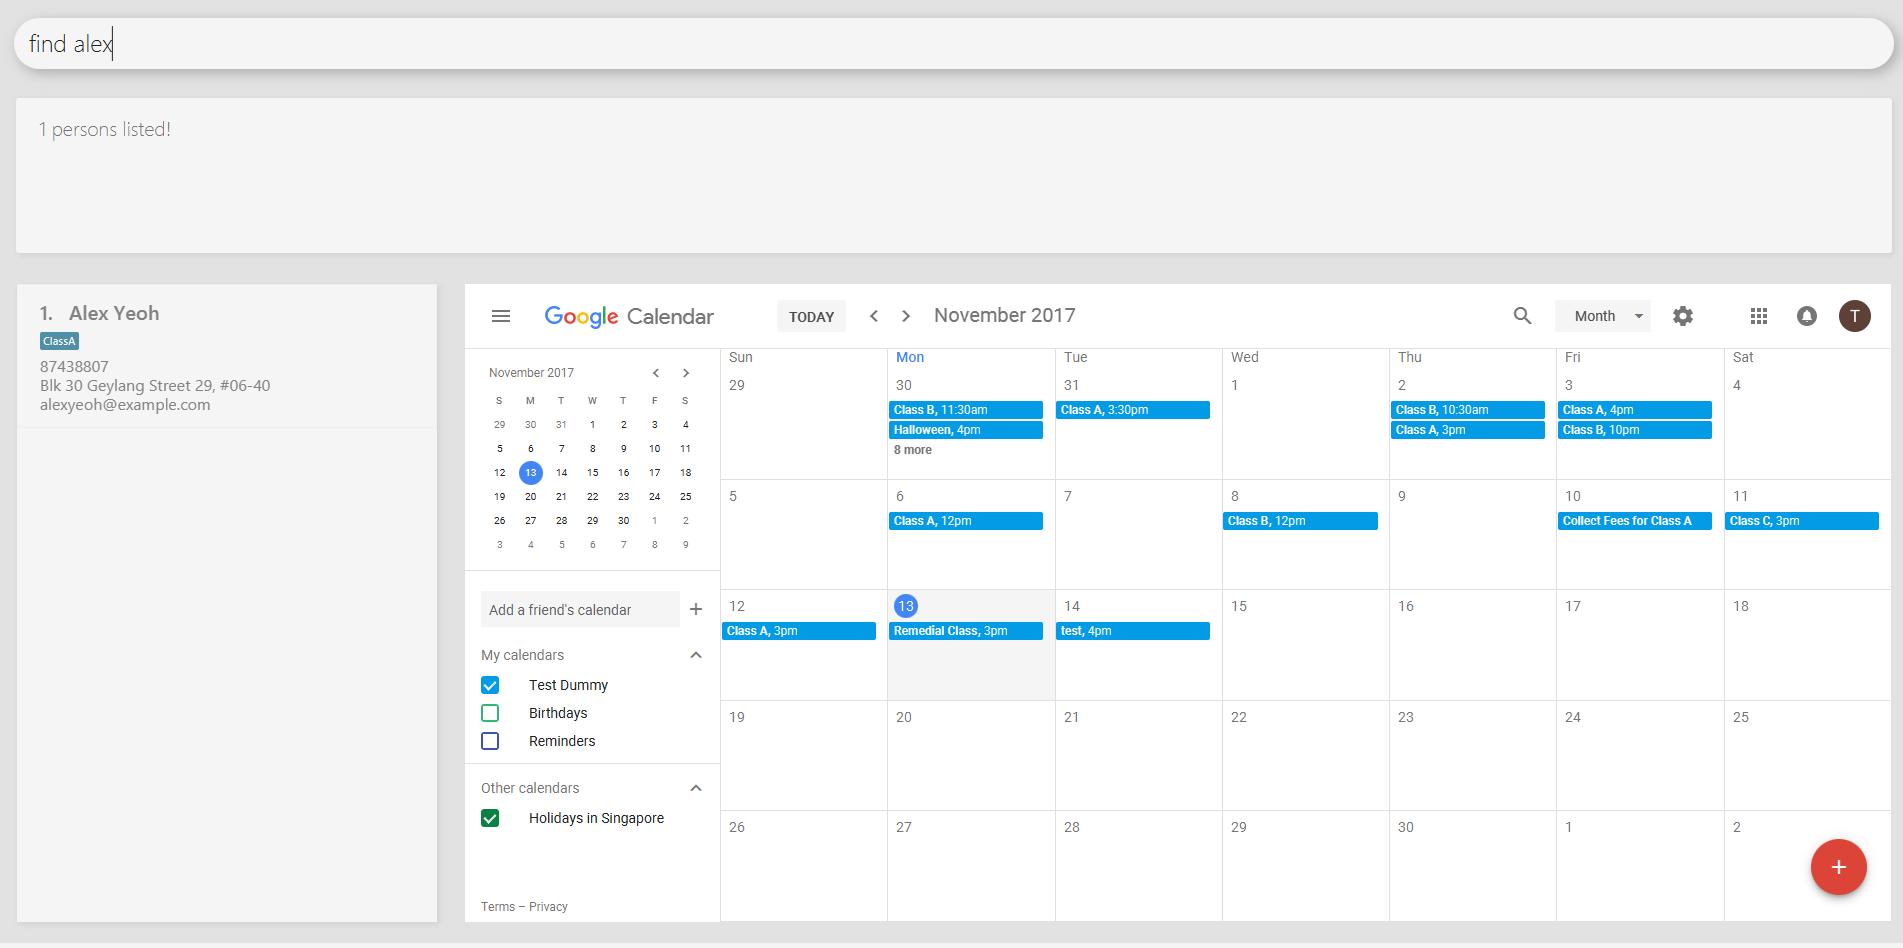 find alex
1 persons listed!
1. Alex Yeoh
ClassA
87438807
Blk 30 Geylang Street 29, #06-40
alexyeoh@example.com
Google Calendar
TODAY
November 2017
Month
T
November 2017
S M T W T F S
29 30 31 1 2 3 4
5 6 7 8 9 10 11
12 13 14 15 16 17 18
19 20 21 22 23 24 25
26 27 28 29 30 1 2
3 4 5 6 7 8 9
Add a friend's calendar
My calendars
Test Dummy
Birthdays
Reminders
Other calendars
Holidays in Singapore
Terms – Privacy
Sun Mon Tue Wed Thu Fri Sat
29 30 31 1 2 3 4
Class B, 11:30am Class A, 3:30pm Class B, 10:30am Class A, 4pm
Halloween, 4pm Class A, 3pm Class B, 10pm
8 more
5 6 7 8 9 10 11
Class A, 12pm Class B, 12pm Collect Fees for Class A Class C, 3pm
12 13 14 15 16 17 18
Class A, 3pm Remedial Class, 3pm test, 4pm
19 20 21 22 23 24 25
26 27 28 29 30 1 2